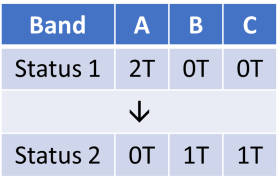 Band A B C
Status 1 2T 0T 0T
↓
Status 2 0T 1T 1T